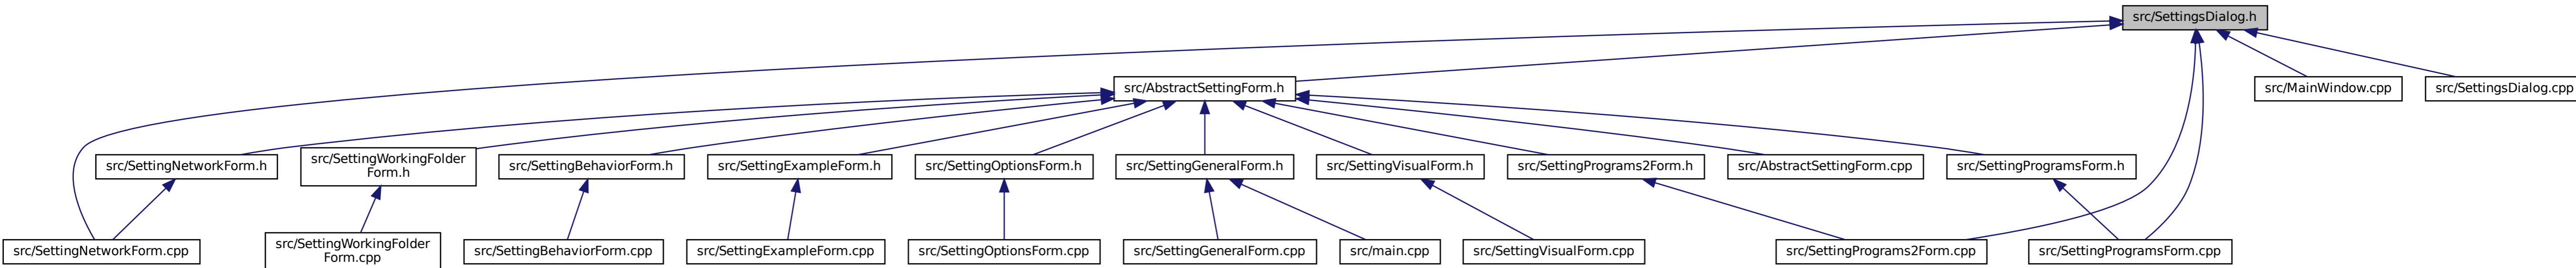 src/SettingsDialog.h
src/AbstractSettingForm.h
src/MainWindow.cpp
src/SettingsDialog.cpp
src/SettingNetworkForm.h
src/SettingWorkingFolder
Form.h
src/SettingBehaviorForm.h
src/SettingExampleForm.h
src/SettingOptionsForm.h
src/SettingGeneralForm.h
src/SettingVisualForm.h
src/SettingPrograms2Form.h
src/AbstractSettingForm.cpp
src/SettingProgramsForm.h
src/SettingNetworkForm.cpp
src/SettingWorkingFolder
Form.cpp
src/SettingBehaviorForm.cpp
src/SettingExampleForm.cpp
src/SettingOptionsForm.cpp
src/SettingGeneralForm.cpp
src/main.cpp
src/SettingVisualForm.cpp
src/SettingPrograms2Form.cpp
src/SettingProgramsForm.cpp